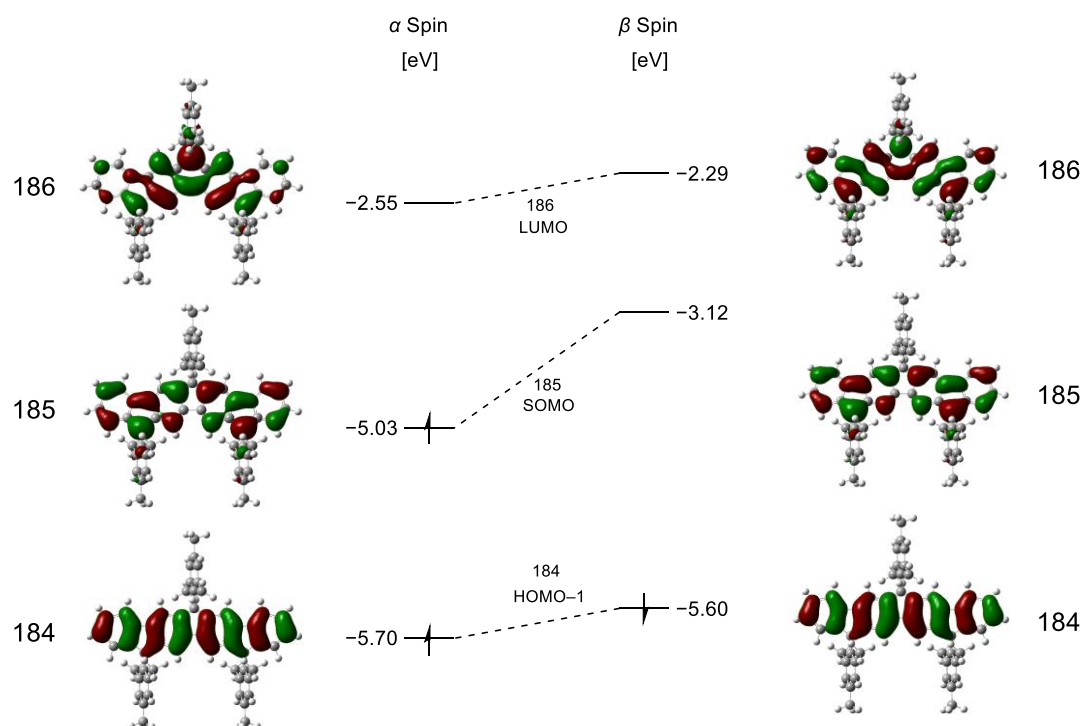 α Spin
β Spin
[eV]
[eV]
186
−2.55
186
LUMO
−2.29
186
185
−5.03
185
SOMO
−3.12
185
184
−5.70
184
HOMO−1
−5.60
184